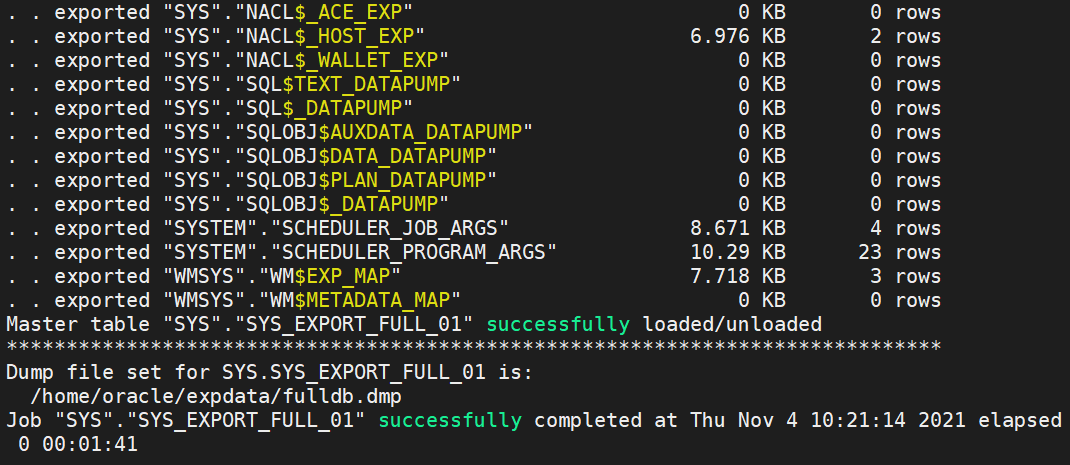 . . exported "SYS"."NACL$_ACE_EXP" 0 KB 0 rows
. . exported "SYS"."NACL$_HOST_EXP" 6.976 KB 2 rows
. . exported "SYS"."NACL$_WALLET_EXP" 0 KB 0 rows
. . exported "SYS"."SQL$TEXT_DATAPUMP" 0 KB 0 rows
. . exported "SYS"."SQL$_DATAPUMP" 0 KB 0 rows
. . exported "SYS"."SQLOBJ$AUXDATA_DATAPUMP" 0 KB 0 rows
. . exported "SYS"."SQLOBJ$DATA_DATAPUMP" 0 KB 0 rows
. . exported "SYS"."SQLOBJ$PLAN_DATAPUMP" 0 KB 0 rows
. . exported "SYS"."SQLOBJ$_DATAPUMP" 0 KB 0 rows
. . exported "SYSTEM"."SCHEDULER_JOB_ARGS" 8.671 KB 4 rows
. . exported "SYSTEM"."SCHEDULER_PROGRAM_ARGS" 10.29 KB 23 rows
. . exported "WMSYS"."WM$EXP_MAP" 7.718 KB 3 rows
. . exported "WMSYS"."WM$METADATA_MAP" 0 KB 0 rows
Master table "SYS"."SYS_EXPORT_FULL_01" successfully loaded/unloaded
******************************************************************************
Dump file set for SYS.SYS_EXPORT_FULL_01 is:
/home/oracle/expdata/fulldb.dmp
Job "SYS"."SYS_EXPORT_FULL_01" successfully completed at Thu Nov 4 10:21:14 2021 elapsed
0 00:01:41